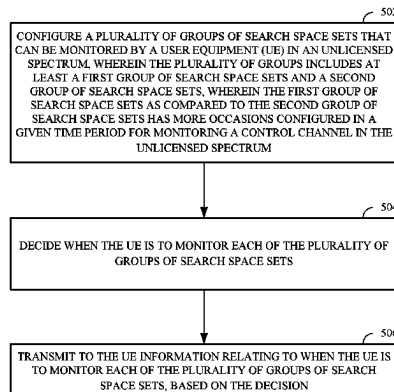 502
CONFIGURE A PLURALITY OF GROUPS OF SEARCH SPACE SETS THAT
CAN BE MONITORED BY A USER EQUIPMENT (UE) IN AN UNLICENSED
SPECTRUM, WHEREIN THE PLURALITY OF GROUPS INCLUDES AT
LEAST A FIRST GROUP OF SEARCH SPACE SETS AND A SECOND
GROUP OF SEARCH SPACE SETS, WHEREIN THE FIRST GROUP OF
SEARCH SPACE SETS AS COMPARED TO THE SECOND GROUP OF
SEARCH SPACE SETS HAS MORE OCCASIONS CONFIGURED IN A
GIVEN TIME PERIOD FOR MONITORING A CONTROL CHANNEL IN THE
UNLICENSED SPECTRUM
504
DECIDE WHEN THE UE IS TO MONITOR EACH OF THE PLURALITY OF
GROUPS OF SEARCH SPACE SETS
506
TRANSMIT TO THE UE INFORMATION RELATING TO WHEN THE UE IS
TO MONITOR EACH OF THE PLURALITY OF GROUPS OF SEARCH
SPACE SETS, BASED ON THE DECISION